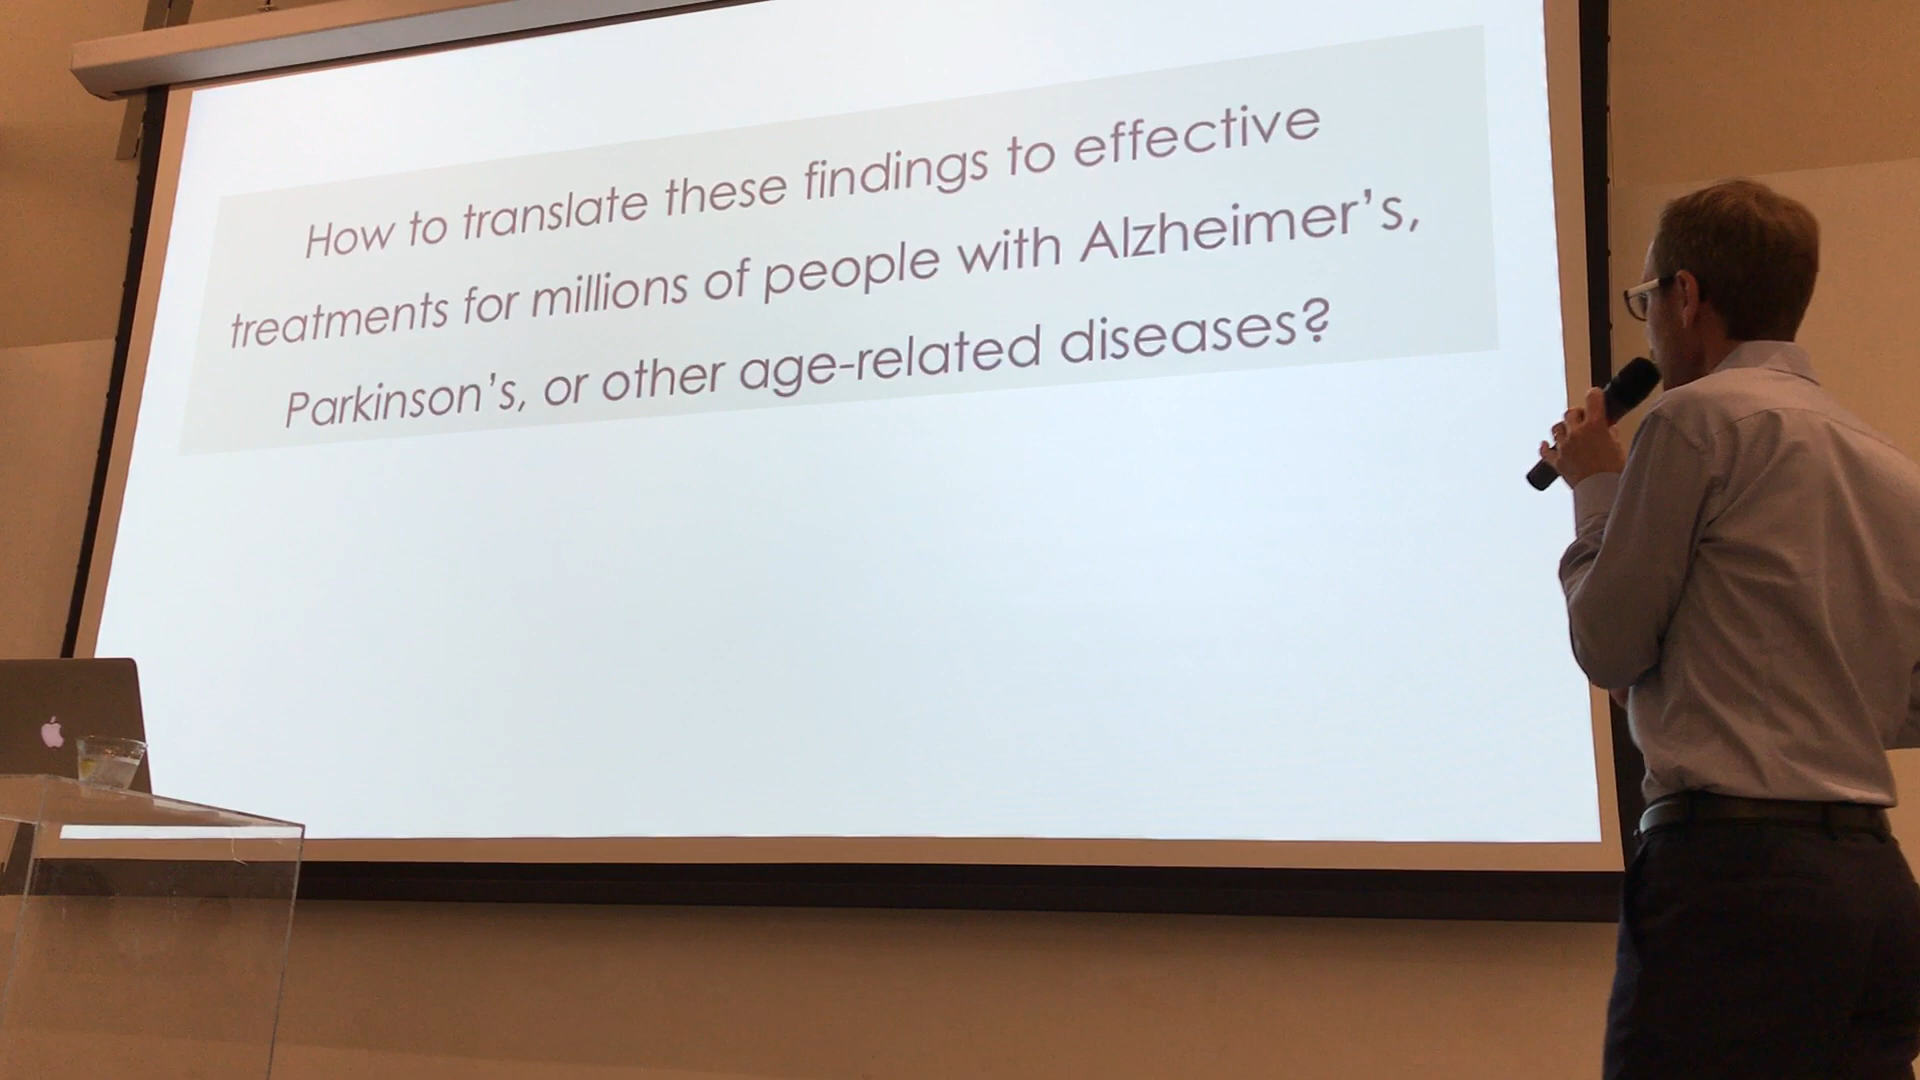 How to translate these findings to effective
treatments for millions of people with Alzheimer's,
Parkinson's, or other age-related diseases?